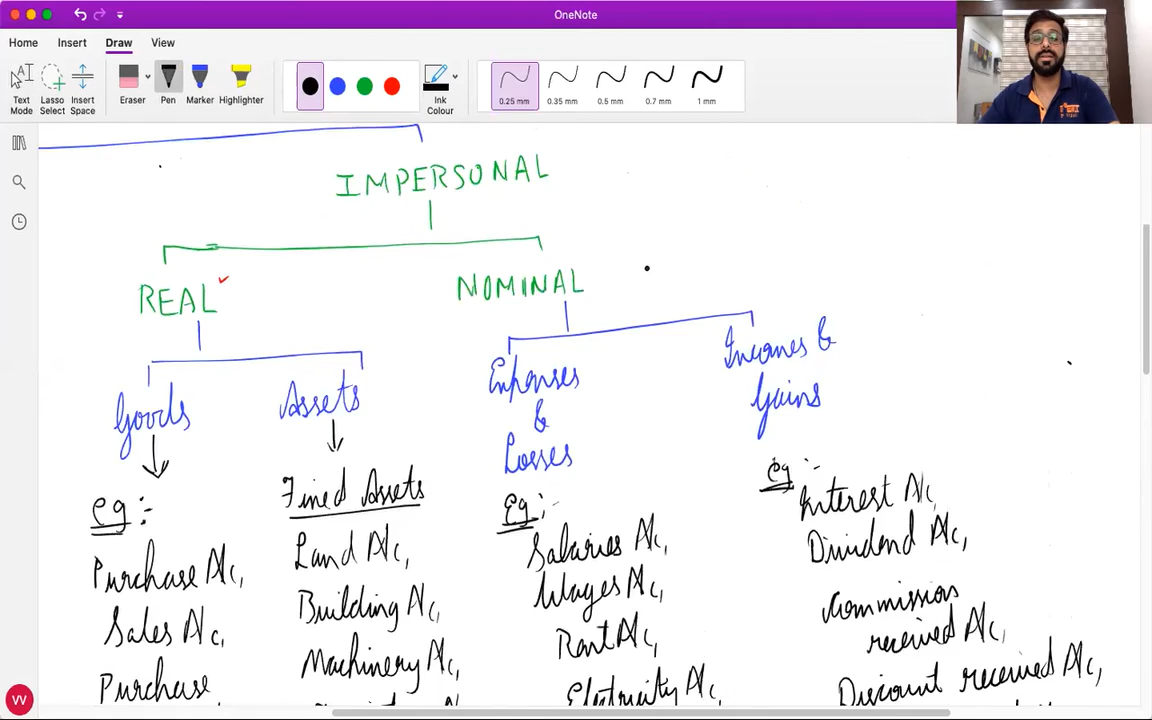 OneNote
Home Insert Draw View
Text Mode
Lasso Select
Insert Space
Eraser
Pen
Marker
Highlighter
Ink Colour
0.25 mm 0.35 mm 0.5 mm 0.7 mm 1 mm
IMPERSONAL
REAL
NOMINAL
Goods
Assets
Expenses & Losses
Incomes & Gains
eg :-
Purchase A/c,
Sales A/c,
Purchase
Fixed Assets
Land A/c,
Building A/c,
Machinery A/c,
Eg :-
Salaries A/c,
Wages A/c,
Rent A/c,
Electricity A/c,
eg :-
Interest A/c,
Dividend A/c,
Commission
received A/c,
Discount received A/c,
VV